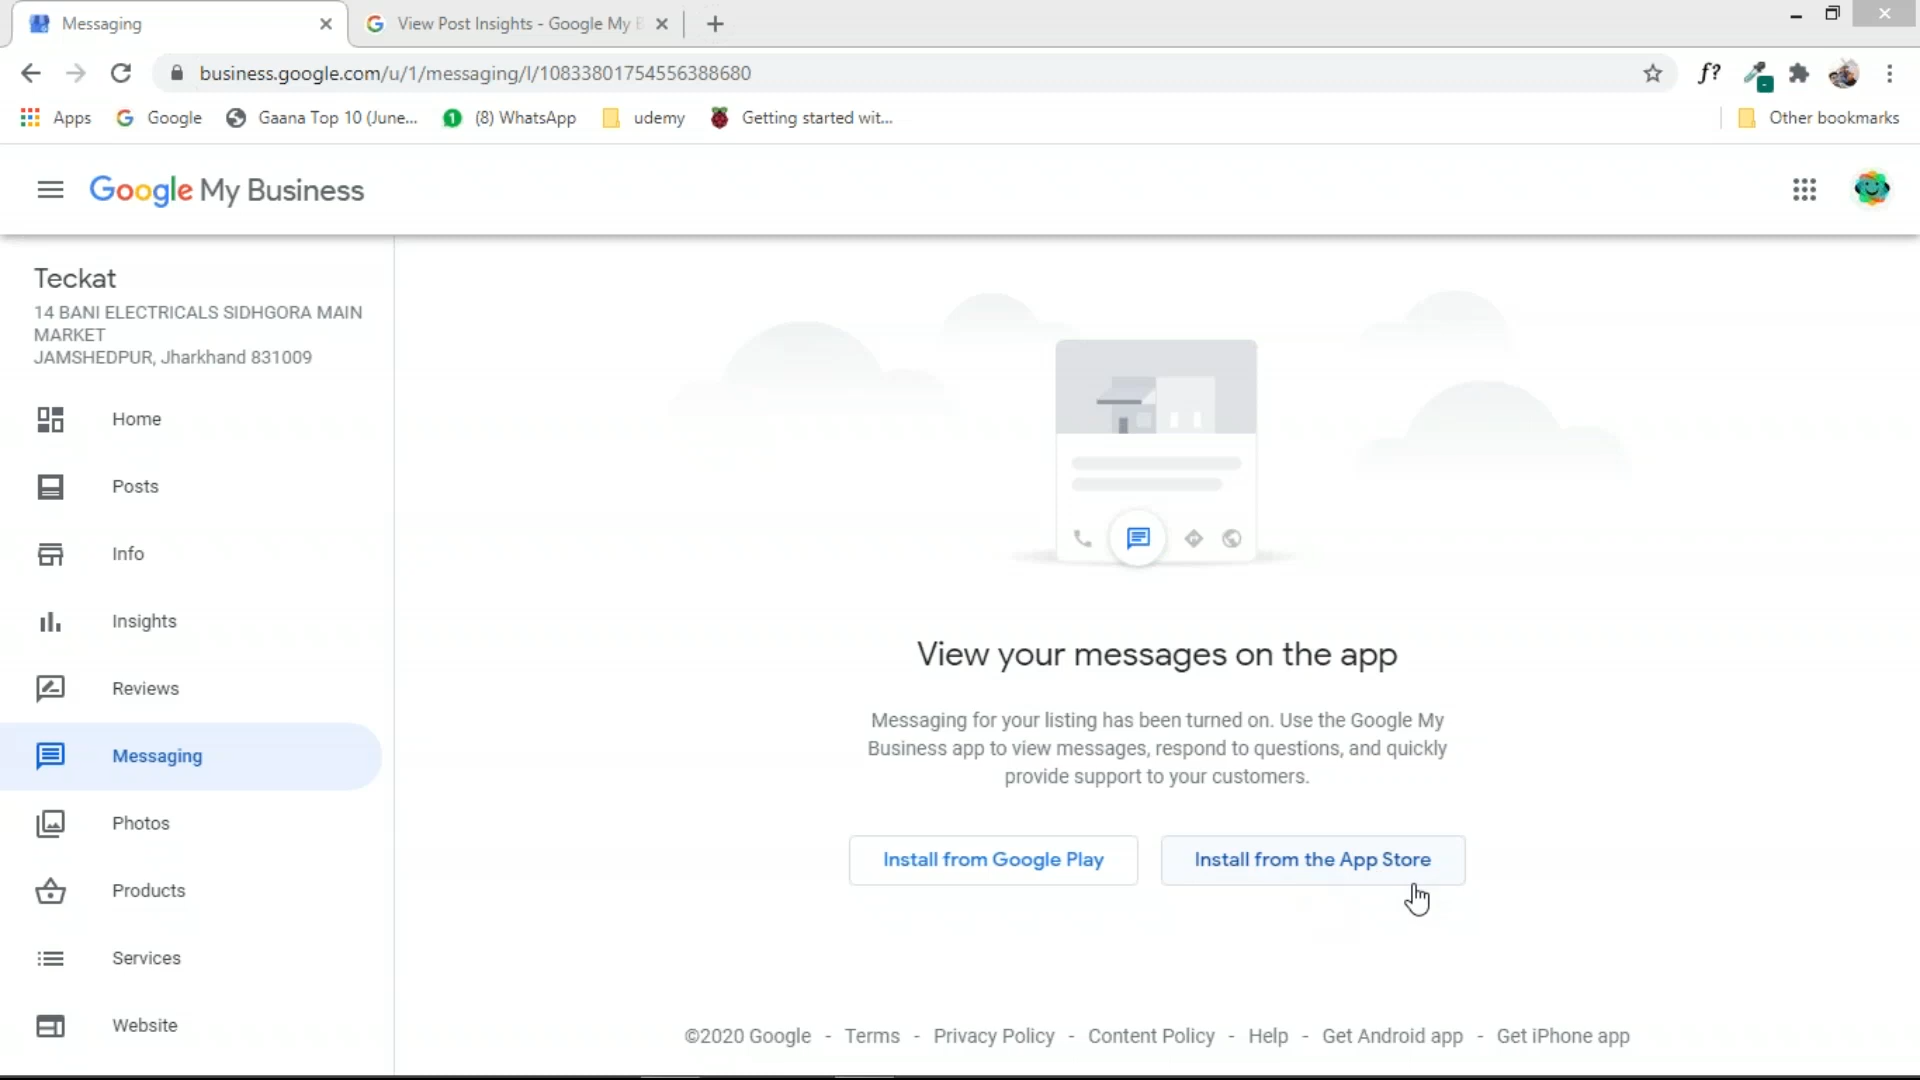 Messaging
View Post Insights - Google My B
business.google.com/u/1/messaging/l/10833801754556388680
f?
Apps
Google
Gaana Top 10 (June...
1
(8) WhatsApp
udemy
Getting started wit...
Other bookmarks
Google My Business
Teckat
14 BANI ELECTRICALS SIDHGORA MAIN
MARKET
JAMSHEDPUR, Jharkhand 831009
Home
Posts
Info
Insights
Reviews
Messaging
Photos
Products
Services
Website
View your messages on the app
Messaging for your listing has been turned on. Use the Google My
Business app to view messages, respond to questions, and quickly
provide support to your customers.
Install from Google Play
Install from the App Store
©2020 Google - Terms - Privacy Policy - Content Policy - Help - Get Android app - Get iPhone app